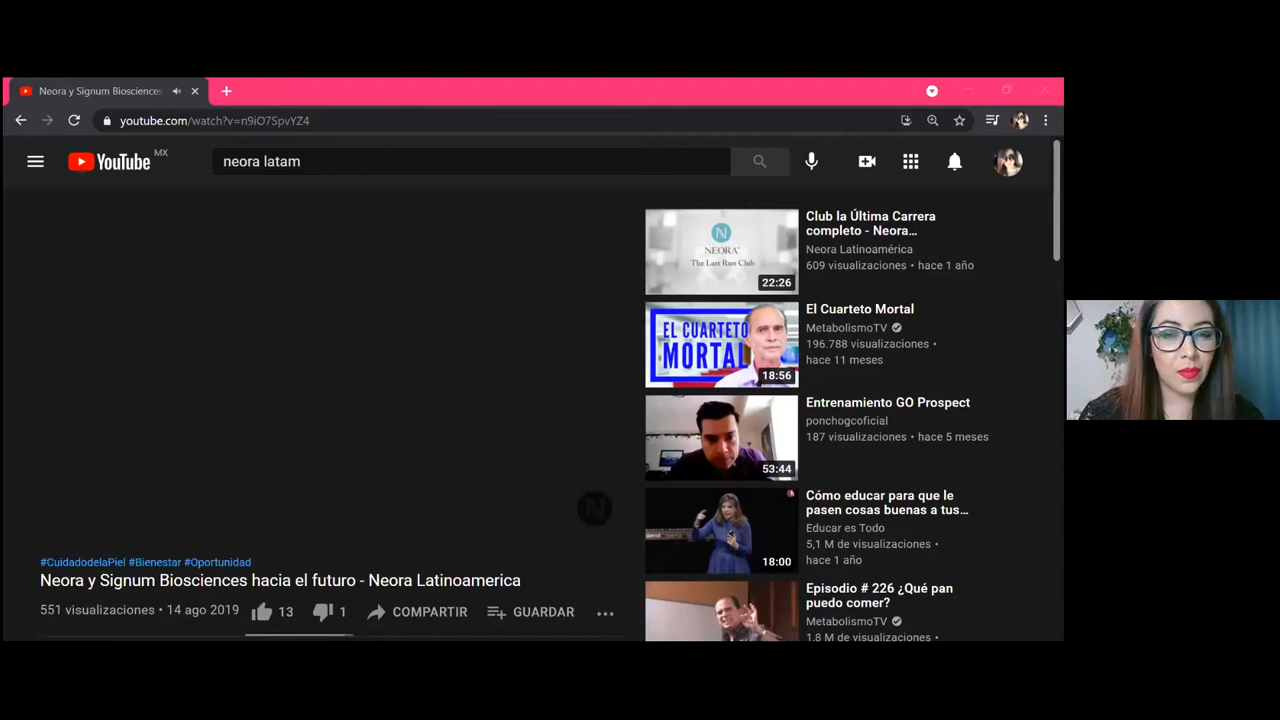 Neora y Signum Biosciences
youtube.com/watch?v=n9iO7SpvYZ4
YouTube MX
neora latam
NEORA
The Last Run Club
22:26
Club la Última Carrera
completo - Neora…
Neora Latinoamérica
609 visualizaciones • hace 1 año
EL CUARTETO
MORTAL
18:56
El Cuarteto Mortal
MetabolismoTV
196.788 visualizaciones •
hace 11 meses
53:44
Entrenamiento GO Prospect
ponchogcoficial
187 visualizaciones • hace 5 meses
18:00
Cómo educar para que le
pasen cosas buenas a tus…
Educar es Todo
5,1 M de visualizaciones •
hace 1 año
Episodio # 226 ¿Qué pan
puedo comer?
MetabolismoTV
1,8 M de visualizaciones •
#CuidadodelaPiel #Bienestar #Oportunidad
Neora y Signum Biosciences hacia el futuro - Neora Latinoamerica
551 visualizaciones • 14 ago 2019
13
1
COMPARTIR
GUARDAR